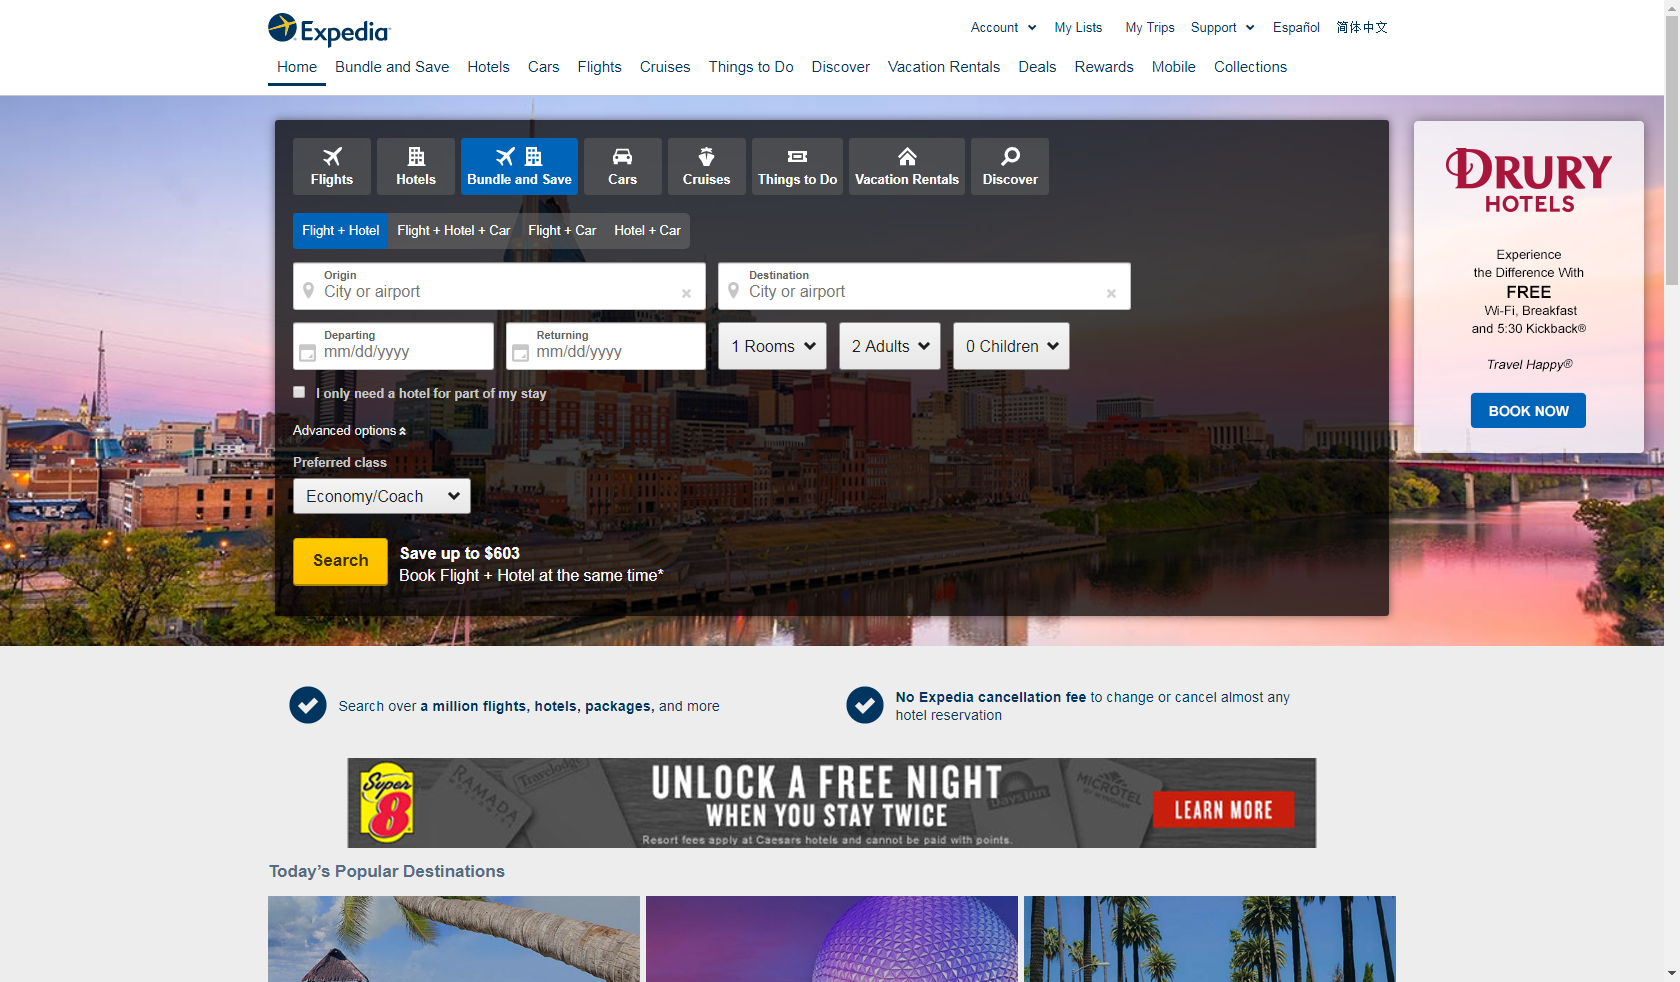 Expedia
Account
My Lists
My Trips
Support
Español
简体中文
Home
Bundle and Save
Hotels
Cars
Flights
Cruises
Things to Do
Discover
Vacation Rentals
Deals
Rewards
Mobile
Collections
Flights
Hotels
Bundle and Save
Cars
Cruises
Things to Do
Vacation Rentals
Discover
Flight + Hotel
Flight + Hotel + Car
Flight + Car
Hotel + Car
Origin
City or airport
Destination
City or airport
Departing
mm/dd/yyyy
Returning
mm/dd/yyyy
1 Rooms
2 Adults
0 Children
I only need a hotel for part of my stay
Advanced options
Preferred class
Economy/Coach
Search
Save up to $603
Book Flight + Hotel at the same time*
DRURY
HOTELS
Experience
the Difference With
FREE
Wi-Fi, Breakfast
and 5:30 Kickback®
Travel Happy®
BOOK NOW
Search over a million flights, hotels, packages, and more
No Expedia cancellation fee to change or cancel almost any
hotel reservation
Super
8
RAMADA
Travelodge
UNLOCK A FREE NIGHT
WHEN YOU STAY TWICE
Resort fees apply at Caesars hotels and cannot be paid with points.
Days Inn
MICROTEL
BY WYNDHAM
LEARN MORE
Today's Popular Destinations